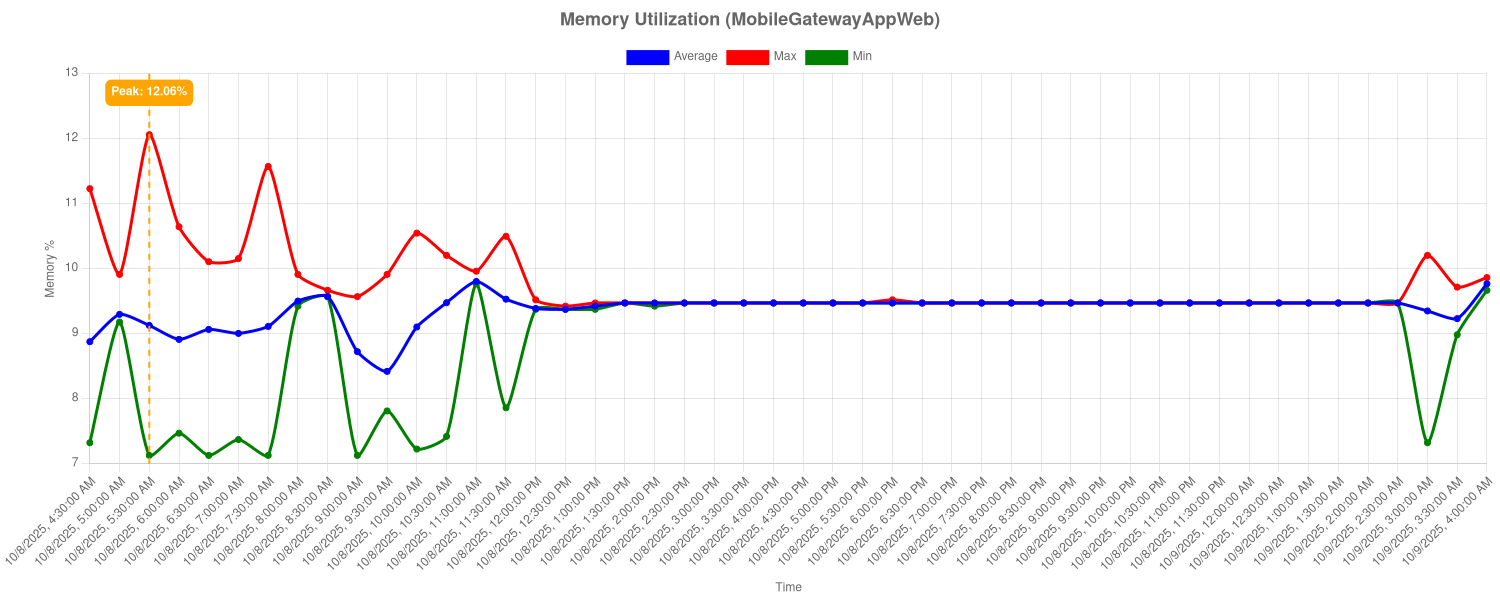 Memory Utilization (MobileGatewayAppWeb)
Average Max Min
13
Peak: 12.06%
12
11
10
9
8
7
Memory %
10/8/2025, 4:30:00 AM
10/8/2025, 5:00:00 AM
10/8/2025, 5:30:00 AM
10/8/2025, 6:00:00 AM
10/8/2025, 6:30:00 AM
10/8/2025, 7:00:00 AM
10/8/2025, 7:30:00 AM
10/8/2025, 8:00:00 AM
10/8/2025, 8:30:00 AM
10/8/2025, 9:00:00 AM
10/8/2025, 9:30:00 AM
10/8/2025, 10:00:00 AM
10/8/2025, 10:30:00 AM
10/8/2025, 11:00:00 AM
10/8/2025, 11:30:00 AM
10/8/2025, 12:00:00 PM
10/8/2025, 12:30:00 PM
10/8/2025, 1:00:00 PM
10/8/2025, 1:30:00 PM
10/8/2025, 2:00:00 PM
10/8/2025, 2:30:00 PM
10/8/2025, 3:00:00 PM
10/8/2025, 3:30:00 PM
10/8/2025, 4:00:00 PM
10/8/2025, 4:30:00 PM
10/8/2025, 5:00:00 PM
10/8/2025, 5:30:00 PM
10/8/2025, 6:00:00 PM
10/8/2025, 6:30:00 PM
10/8/2025, 7:00:00 PM
10/8/2025, 7:30:00 PM
10/8/2025, 8:00:00 PM
10/8/2025, 8:30:00 PM
10/8/2025, 9:00:00 PM
10/8/2025, 9:30:00 PM
10/8/2025, 10:00:00 PM
10/8/2025, 10:30:00 PM
10/8/2025, 11:00:00 PM
10/8/2025, 11:30:00 PM
10/9/2025, 12:00:00 AM
10/9/2025, 12:30:00 AM
10/9/2025, 1:00:00 AM
10/9/2025, 1:30:00 AM
10/9/2025, 2:00:00 AM
10/9/2025, 2:30:00 AM
10/9/2025, 3:00:00 AM
10/9/2025, 3:30:00 AM
10/9/2025, 4:00:00 AM
Time